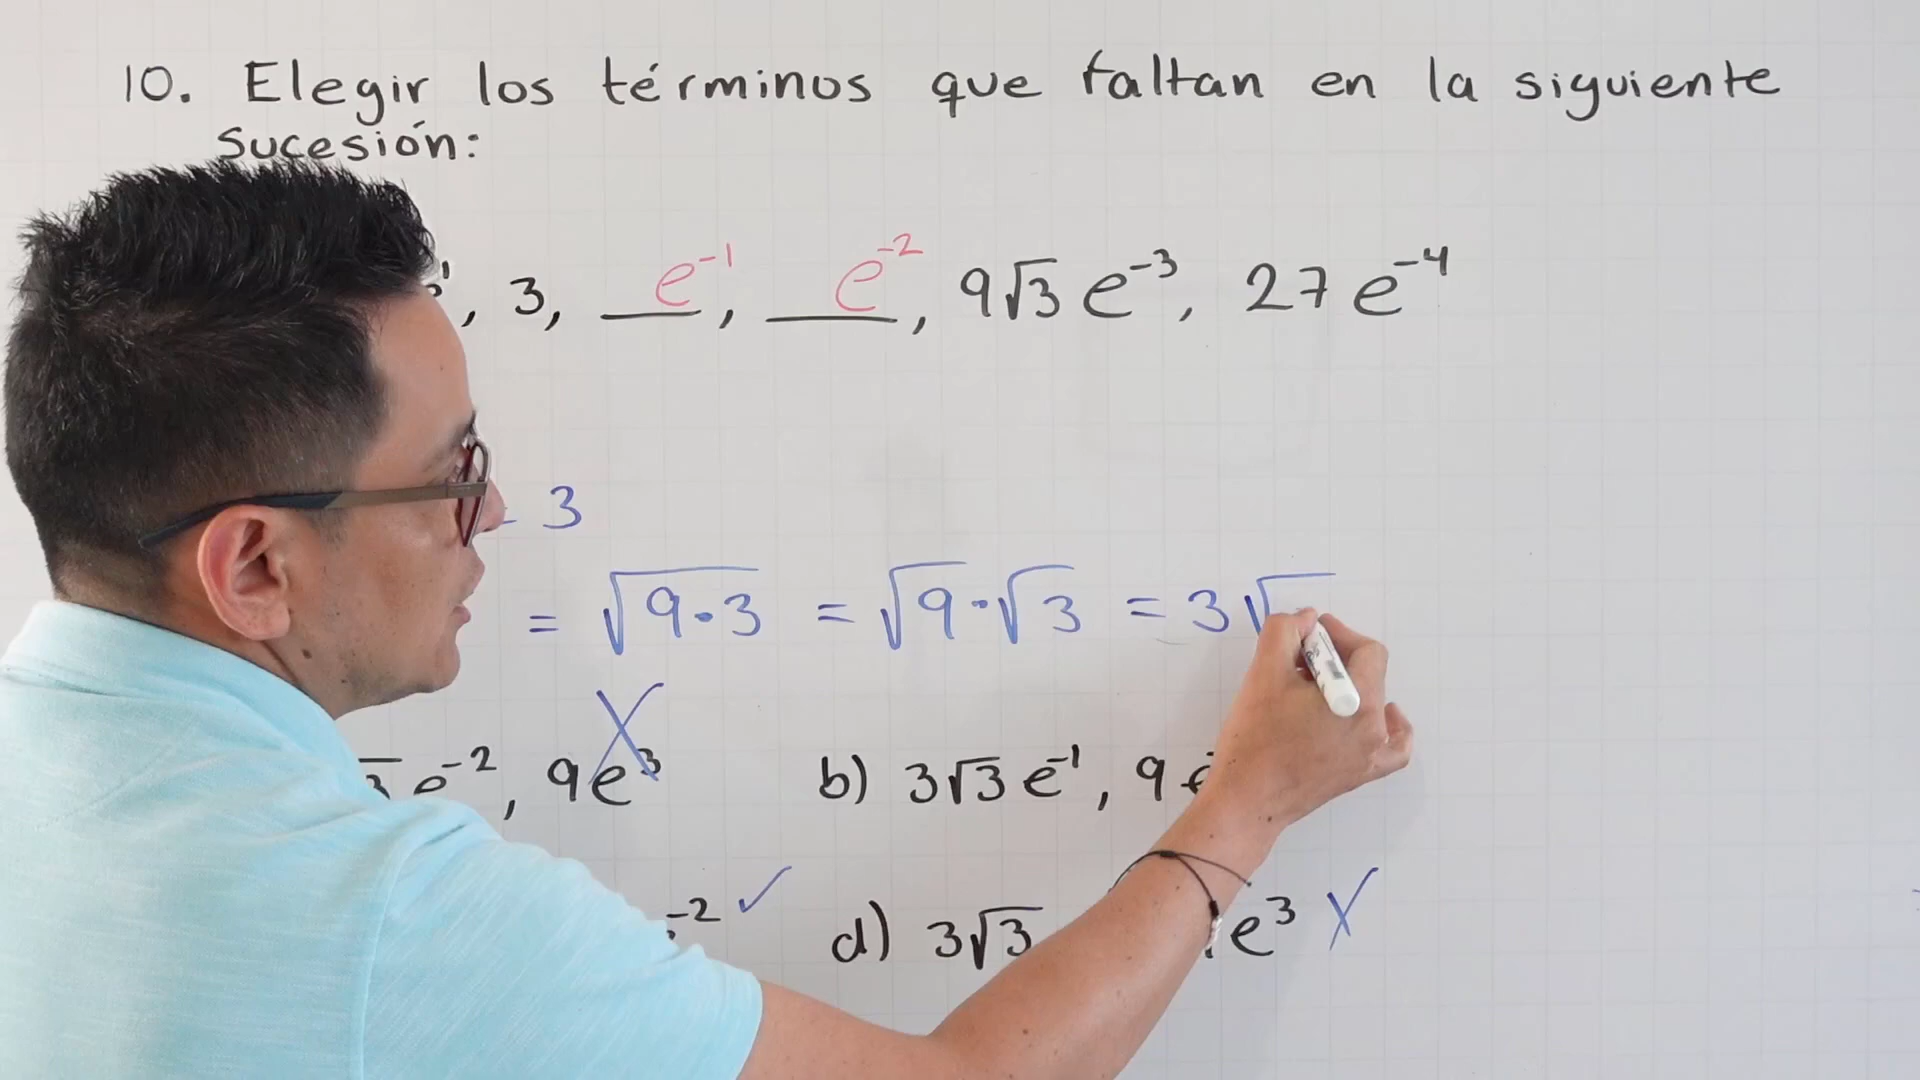 10. Elegir los términos que faltan en la siguiente
sucesión:
, 3, e⁻¹, e⁻², 9√3 e⁻³, 27 e⁻⁴
3
= √9·3 = √9·√3 = 3√
e⁻², 9e³ X b) 3√3 e⁻¹, 9
⁻² ✓ d) 3√3 e³ X